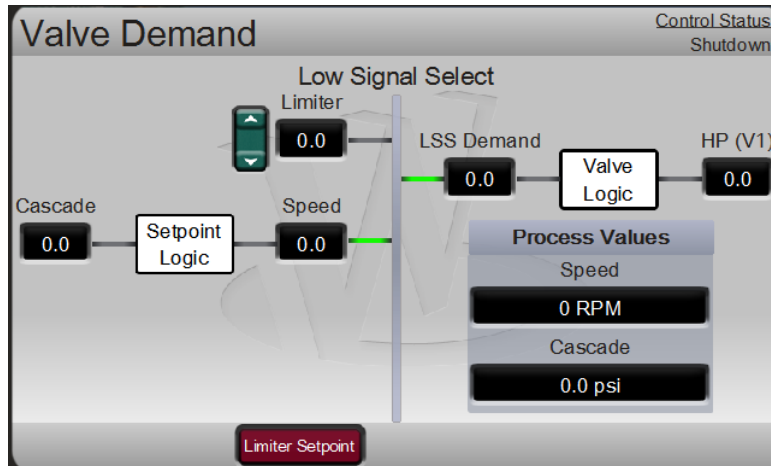 Valve Demand
Control Status
Shutdown
Low Signal Select
Limiter
0.0
LSS Demand
HP (V1)
0.0
Valve
Logic
0.0
Cascade
Speed
0.0
Setpoint
Logic
0.0
Process Values
Speed
0 RPM
Cascade
0.0 psi
Limiter Setpoint